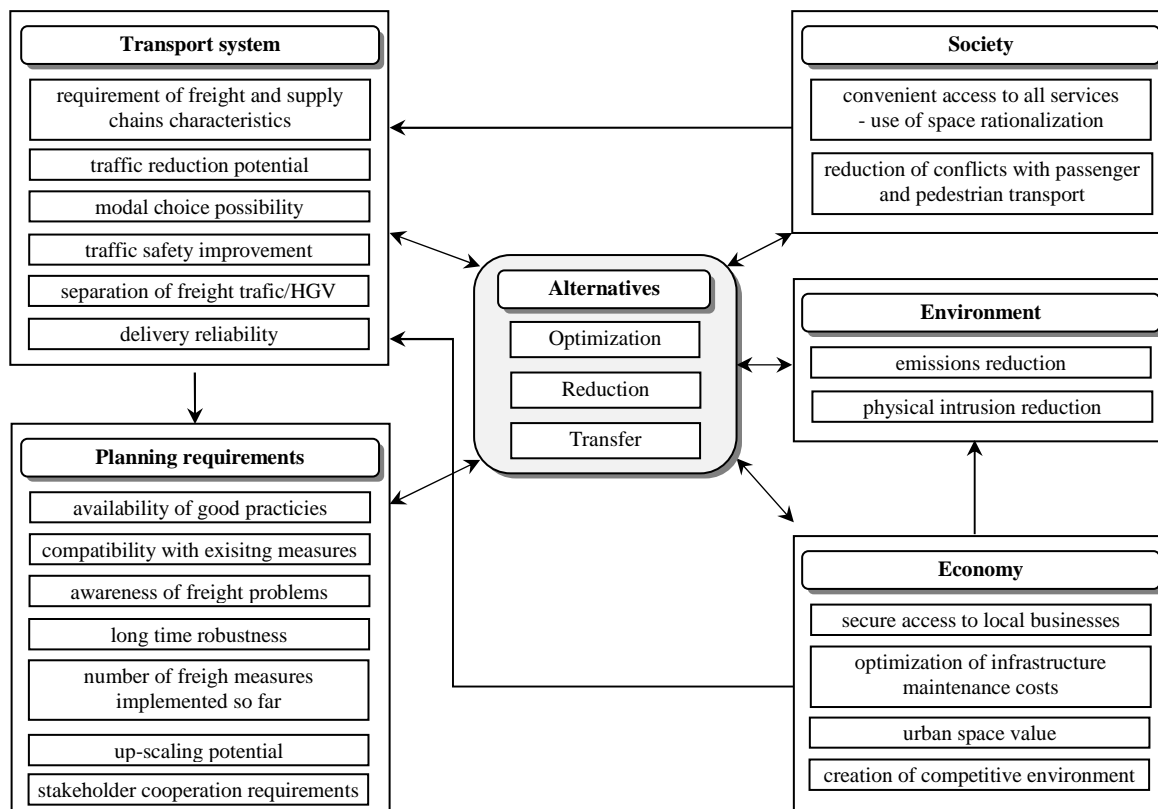 Transport system
requirement of freight and supply
chains characteristics
traffic reduction potential
modal choice possibility
traffic safety improvement
separation of freight trafic/HGV
delivery reliability
Planning requirements
availability of good practicies
compatibility with exisitng measures
awareness of freight problems
long time robustness
number of freigh measures
implemented so far
up-scaling potential
stakeholder cooperation requirements
Alternatives
Optimization
Reduction
Transfer
Society
convenient access to all services
- use of space rationalization
reduction of conflicts with passenger
and pedestrian transport
Environment
emissions reduction
physical intrusion reduction
Economy
secure access to local businesses
optimization of infrastructure
maintenance costs
urban space value
creation of competitive environment